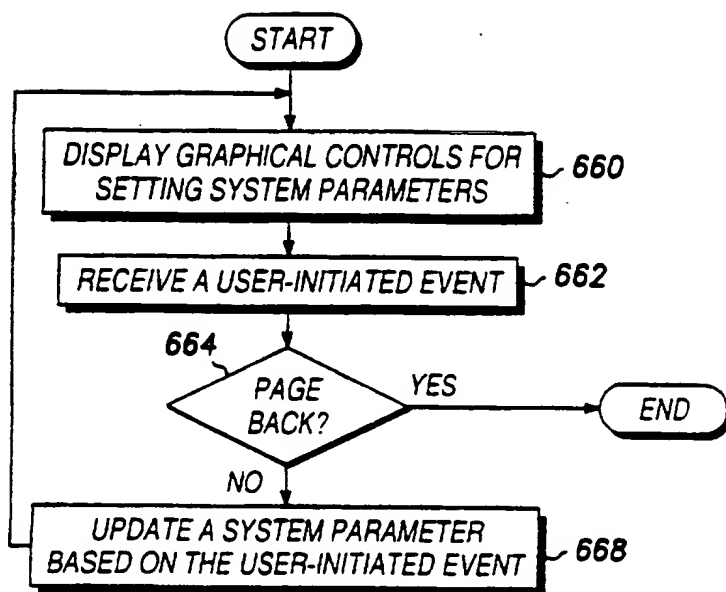 START
DISPLAY GRAPHICAL CONTROLS FOR
SETTING SYSTEM PARAMETERS
660
RECEIVE A USER-INITIATED EVENT
662
664
PAGE
BACK?
YES
END
NO
UPDATE A SYSTEM PARAMETER
BASED ON THE USER-INITIATED EVENT
668